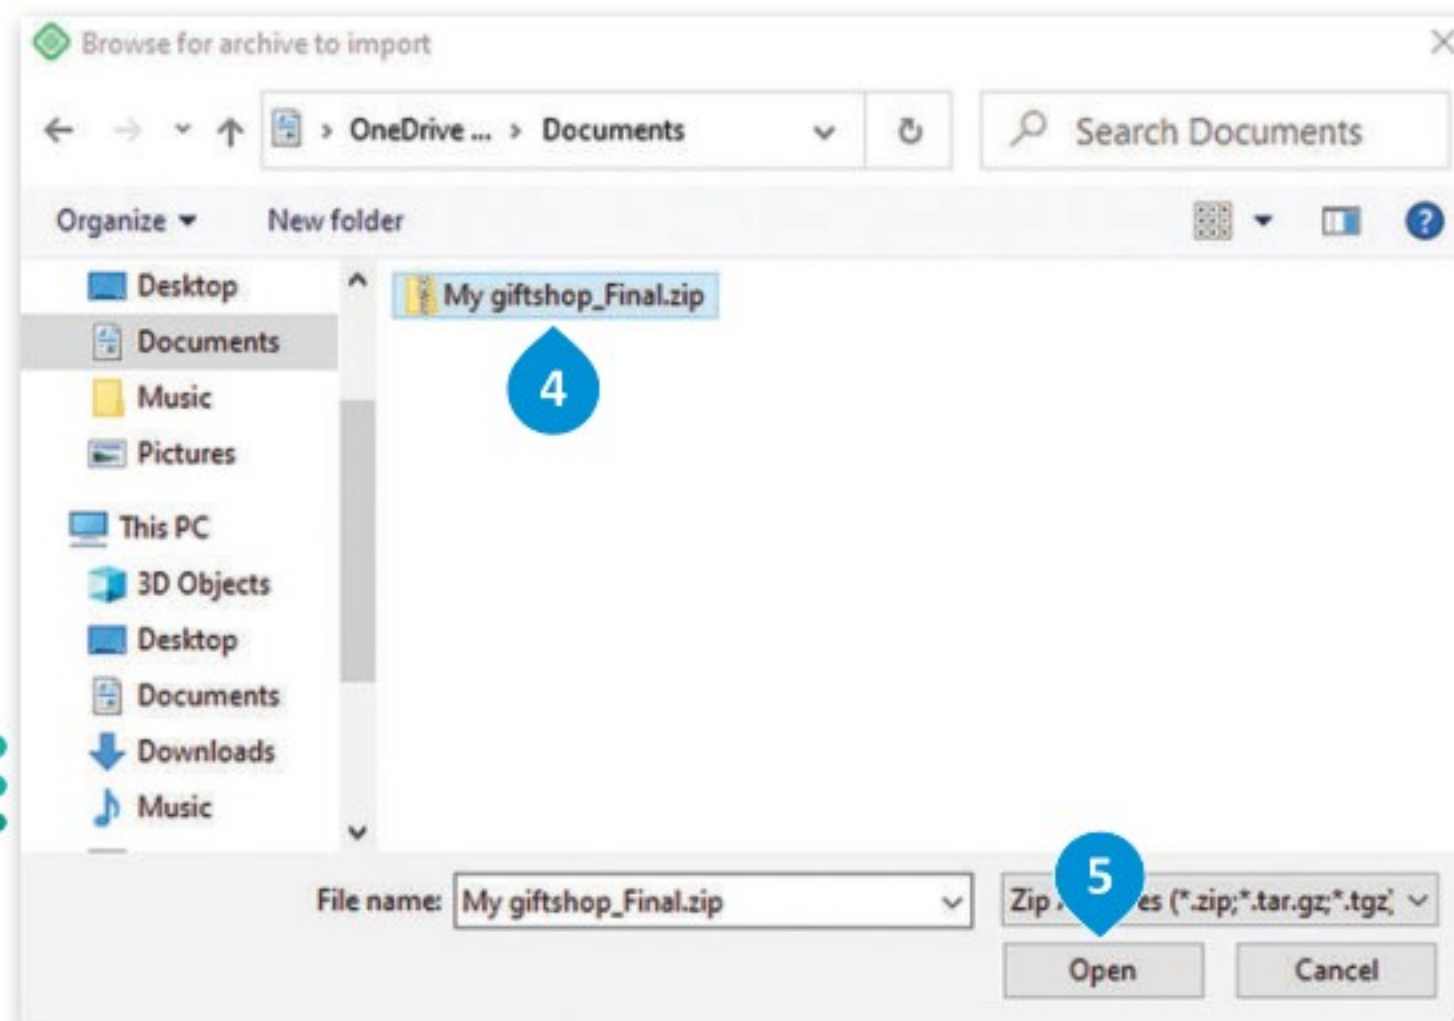 Browse for archive to import
OneDrive ... > Documents
Search Documents
Organize
New folder
Desktop
Documents
Music
Pictures
This PC
3D Objects
Desktop
Documents
Downloads
Music
My giftshop_Final.zip
4
File name: My giftshop_Final.zip
5
Zip (*.zip;*.tar.gz;*.tgz
Open
Cancel